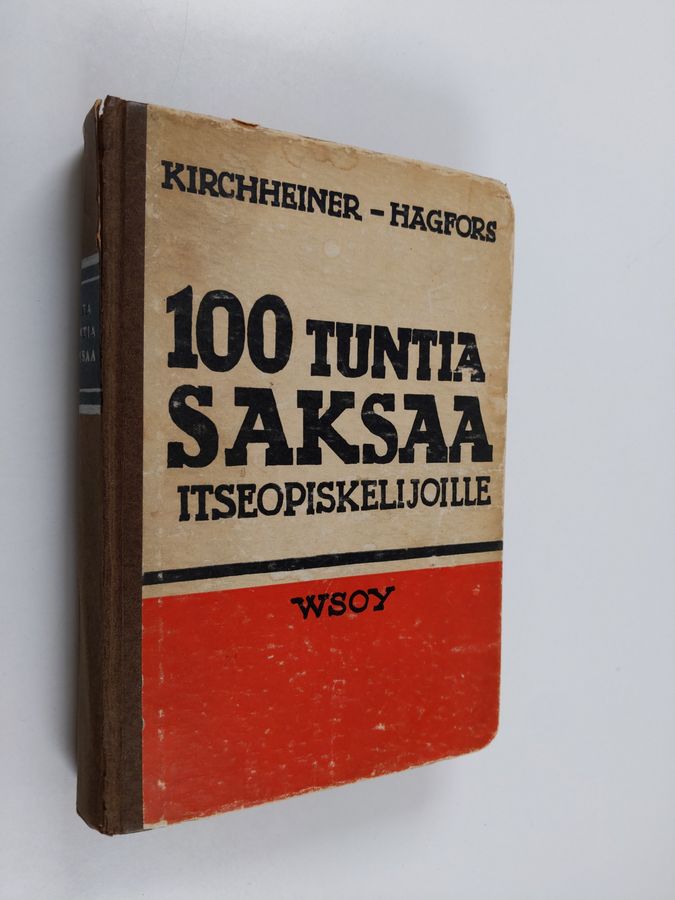 KIRCHHEINER – HAGFORS
100 TUNTIA
SAKSAA
ITSEOPISKELIJOILLE
WSOY